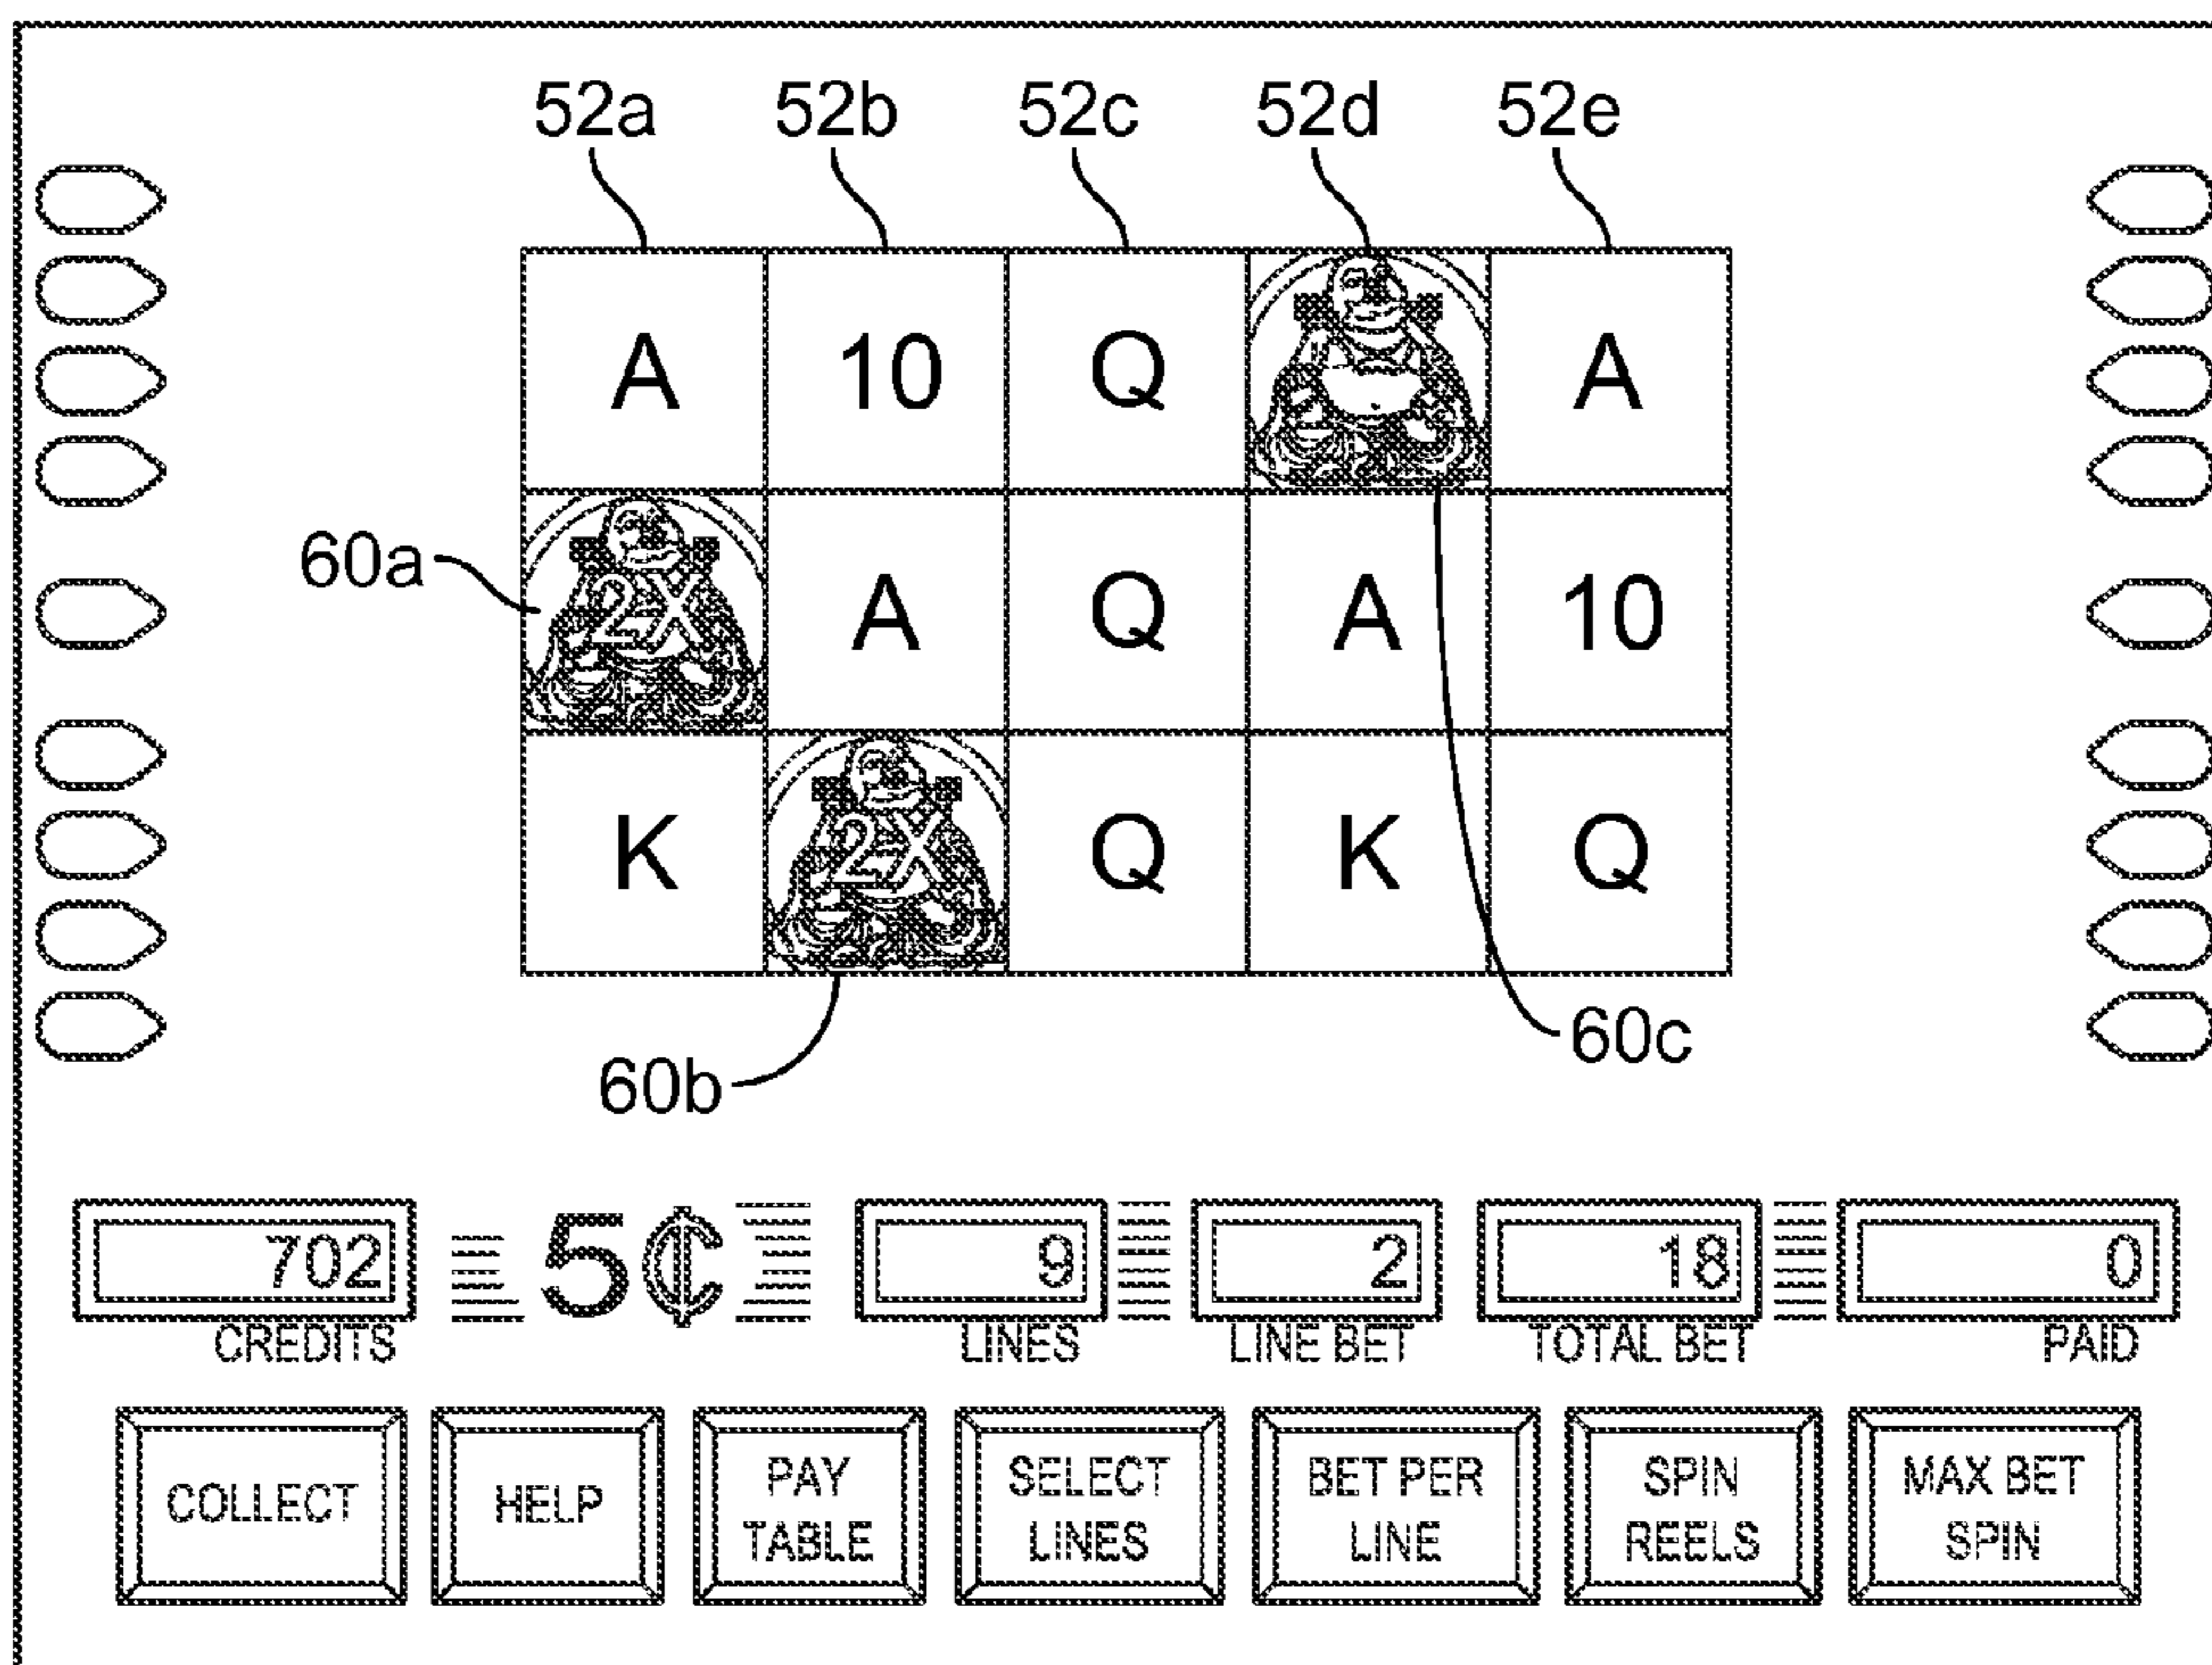 52a 52b 52c 52d 52e
A 10 Q A
60a 2X A Q A 10
K 2X Q K Q
60c
60b
702 5¢ 9 2 18 0
CREDITS LINES LINE BET TOTAL BET PAID
COLLECT HELP PAY TABLE SELECT LINES BET PER LINE SPIN REELS MAX BET SPIN